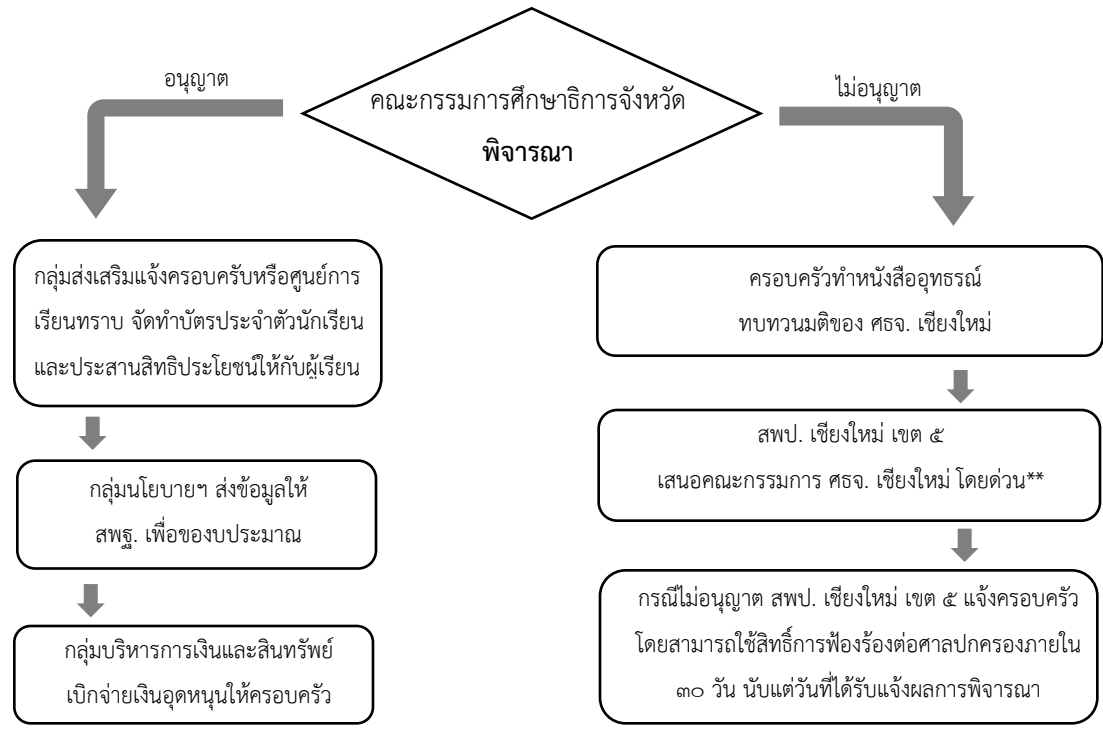 อนุญาต
คณะกรรมการศึกษาธิการจังหวัด
พิจารณา
ไม่อนุญาต
กลุ่มส่งเสริมแจ้งครอบครับหรือศูนย์การ
เรียนทราบ จัดทำบัตรประจำตัวนักเรียน
และประสานสิทธิประโยชน์ให้กับผู้เรียน
กลุ่มนโยบายฯ ส่งข้อมูลให้
สพฐ. เพื่อของบประมาณ
กลุ่มบริหารการเงินและสินทรัพย์
เบิกจ่ายเงินอุดหนุนให้ครอบครัว
ครอบครัวทำหนังสืออุทธรณ์
ทบทวนมติของ ศธจ. เชียงใหม่
สพป. เชียงใหม่ เขต ๕
เสนอคณะกรรมการ ศธจ. เชียงใหม่ โดยด่วน**
กรณีไม่อนุญาต สพป. เชียงใหม่ เขต ๕ แจ้งครอบครัว
โดยสามารถใช้สิทธิ์การฟ้องร้องต่อศาลปกครองภายใน
๓๐ วัน นับแต่วันที่ได้รับแจ้งผลการพิจารณา